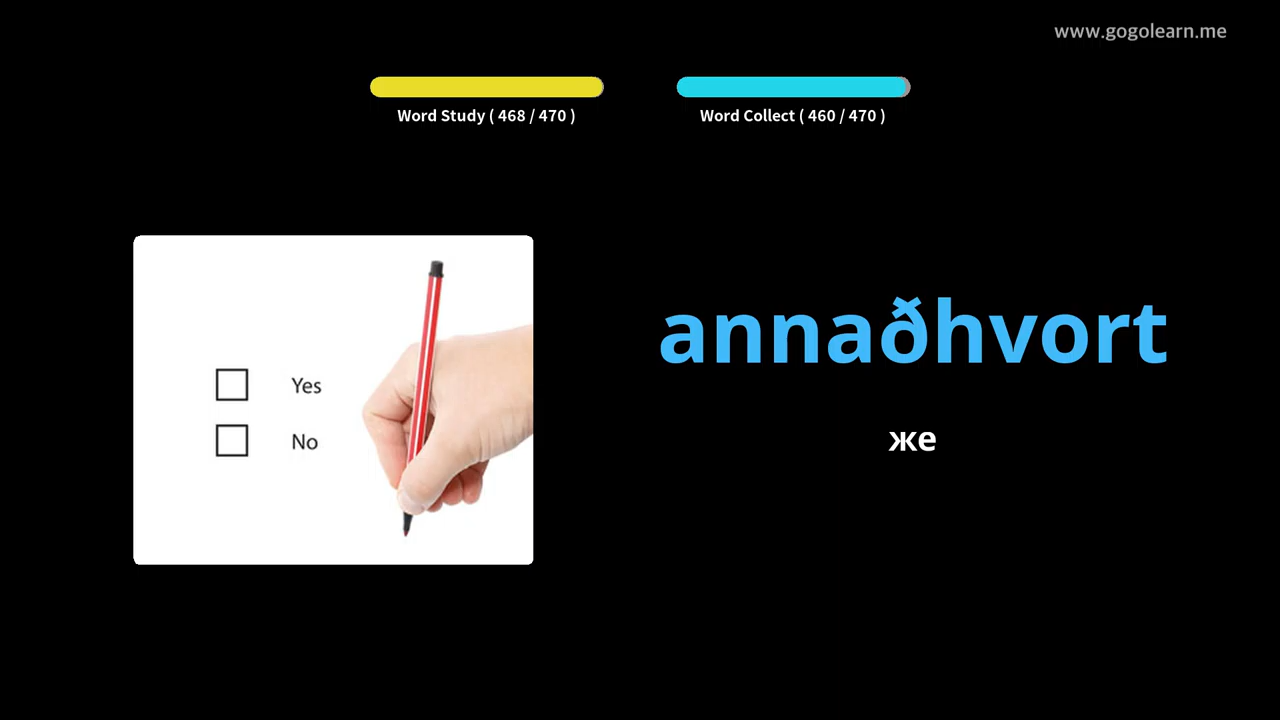 www.gogolearn.me
Word Study ( 468 / 470 )
Word Collect ( 460 / 470 )
Yes
No
annaðhvort
же